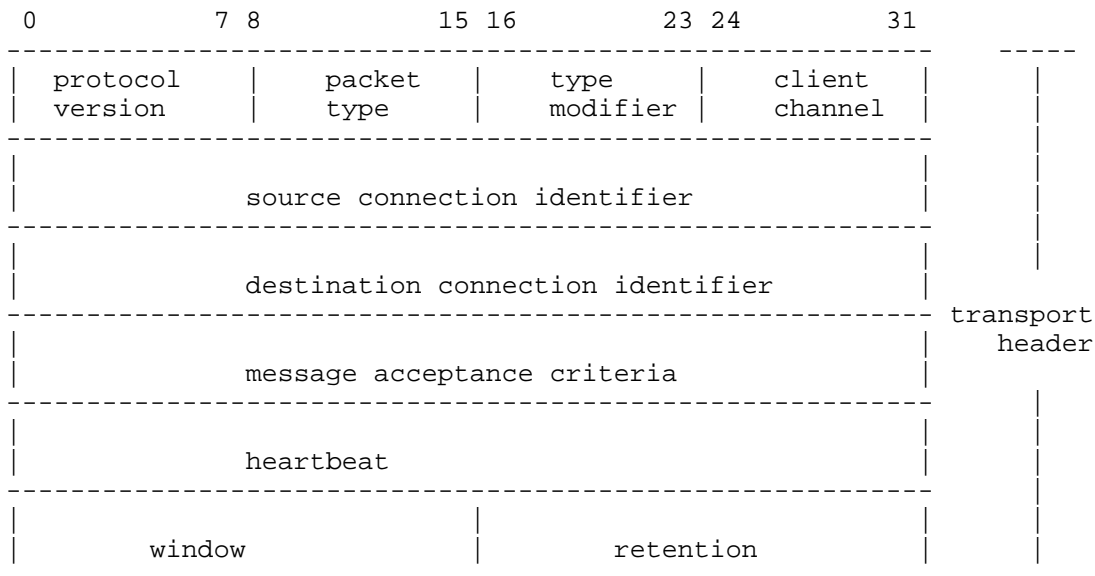 0 7 8 15 16 23 24 31
protocol packet type client
version type modifier channel
source connection identifier
destination connection identifier
transport
header
message acceptance criteria
heartbeat
window retention